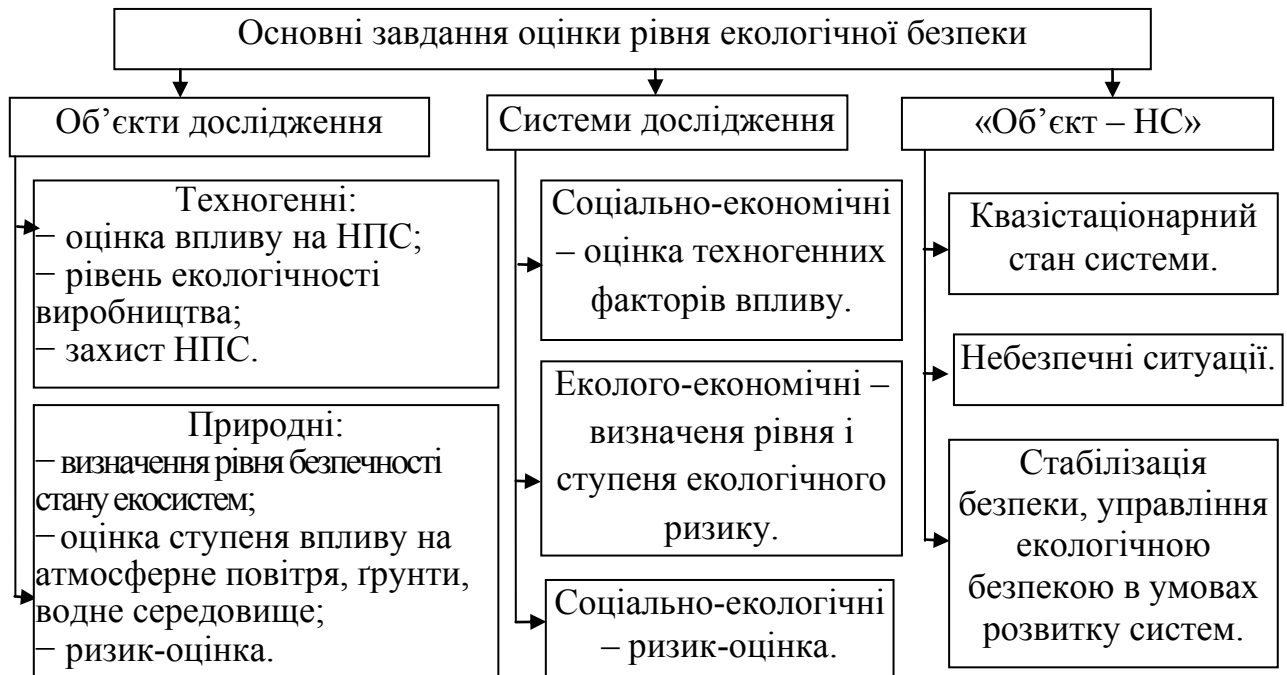 Основні завдання оцінки рівня екологічної безпеки
Об’єкти дослідження
Техногенні:
− оцінка впливу на НПС;
− рівень екологічності
виробництва;
− захист НПС.
Природні:
− визначення рівня безпечності
стану екосистем;
− оцінка ступеня впливу на
атмосферне повітря, ґрунти,
водне середовище;
− ризик-оцінка.
Системи дослідження
Соціально-економічні
– оцінка техногенних
факторів впливу.
Еколого-економічні –
визначеня рівня і
ступеня екологічного
ризику.
Соціально-екологічні
– ризик-оцінка.
«Об’єкт – НС»
Квазістаціонарний
стан системи.
Небезпечні ситуації.
Стабілізація
безпеки, управління
екологічною
безпекою в умовах
розвитку систем.